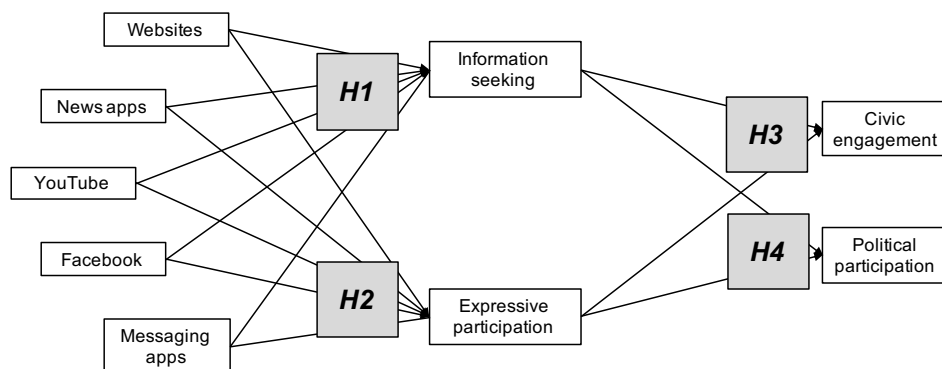 Websites
Information
seeking
H1
News apps
Civic
engagement
H3
YouTube
Facebook
H4
Political
participation
H2
Expressive
participation
Messaging
apps